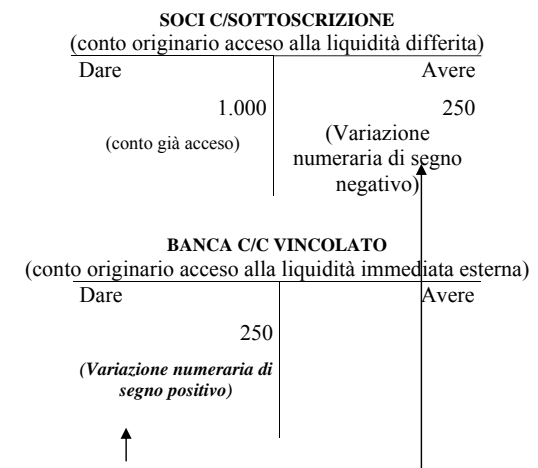 SOCI C/SOTTOSCRIZIONE
(conto originario acceso alla liquidità differita)
Dare Avere
1.000 250
(conto già acceso) (Variazione
numeraria di segno
negativo)
BANCA C/C VINCOLATO
(conto originario acceso alla liquidità immediata esterna)
Dare Avere
250
(Variazione numeraria di
segno positivo)